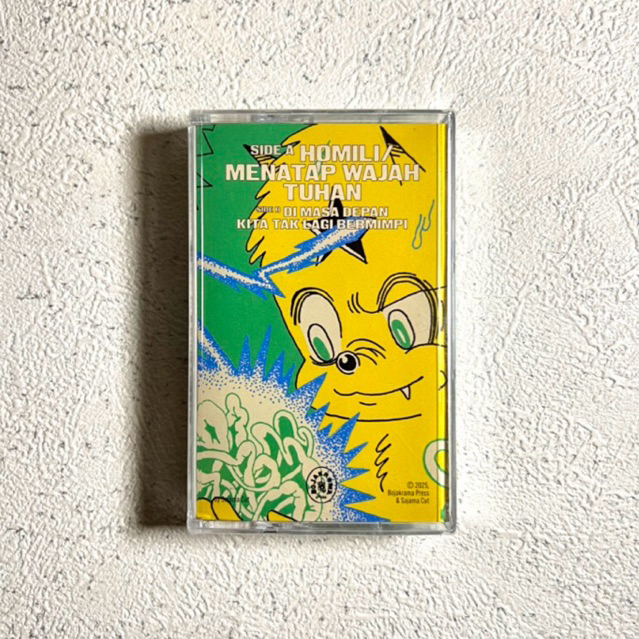 SIDE A HOMILI/
MENATAP WAJAH
TUHAN
SIDE B DI MASA DEPAN
KITA TAK LAGI BERMIMPI
© 2025,
Bojakrama Press
& Sajama Cut